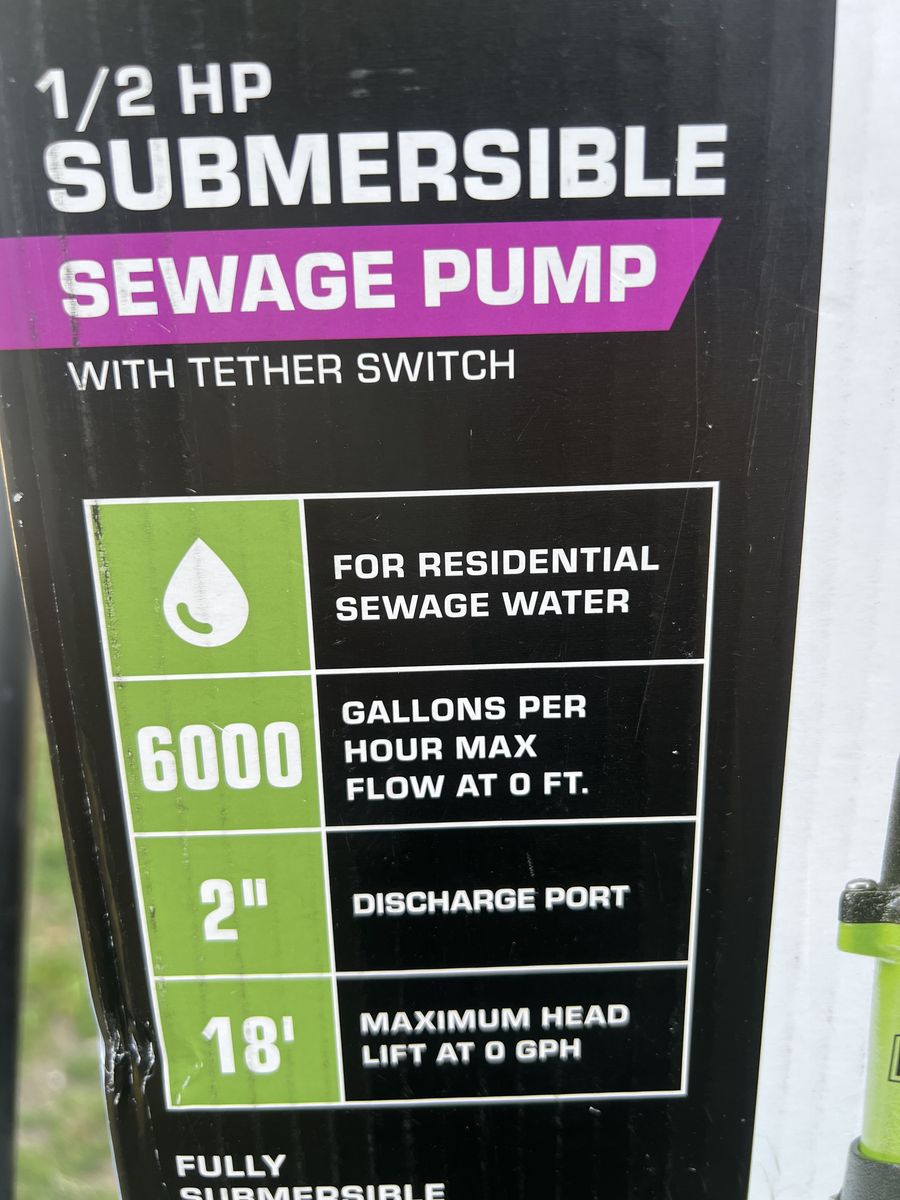 1/2 HP
SUBMERSIBLE
SEWAGE PUMP
WITH TETHER SWITCH
FOR RESIDENTIAL
SEWAGE WATER
6000
GALLONS PER
HOUR MAX
FLOW AT 0 FT.
2"
DISCHARGE PORT
18'
MAXIMUM HEAD
LIFT AT 0 GPH
FULLY
SUBMERSIBLE